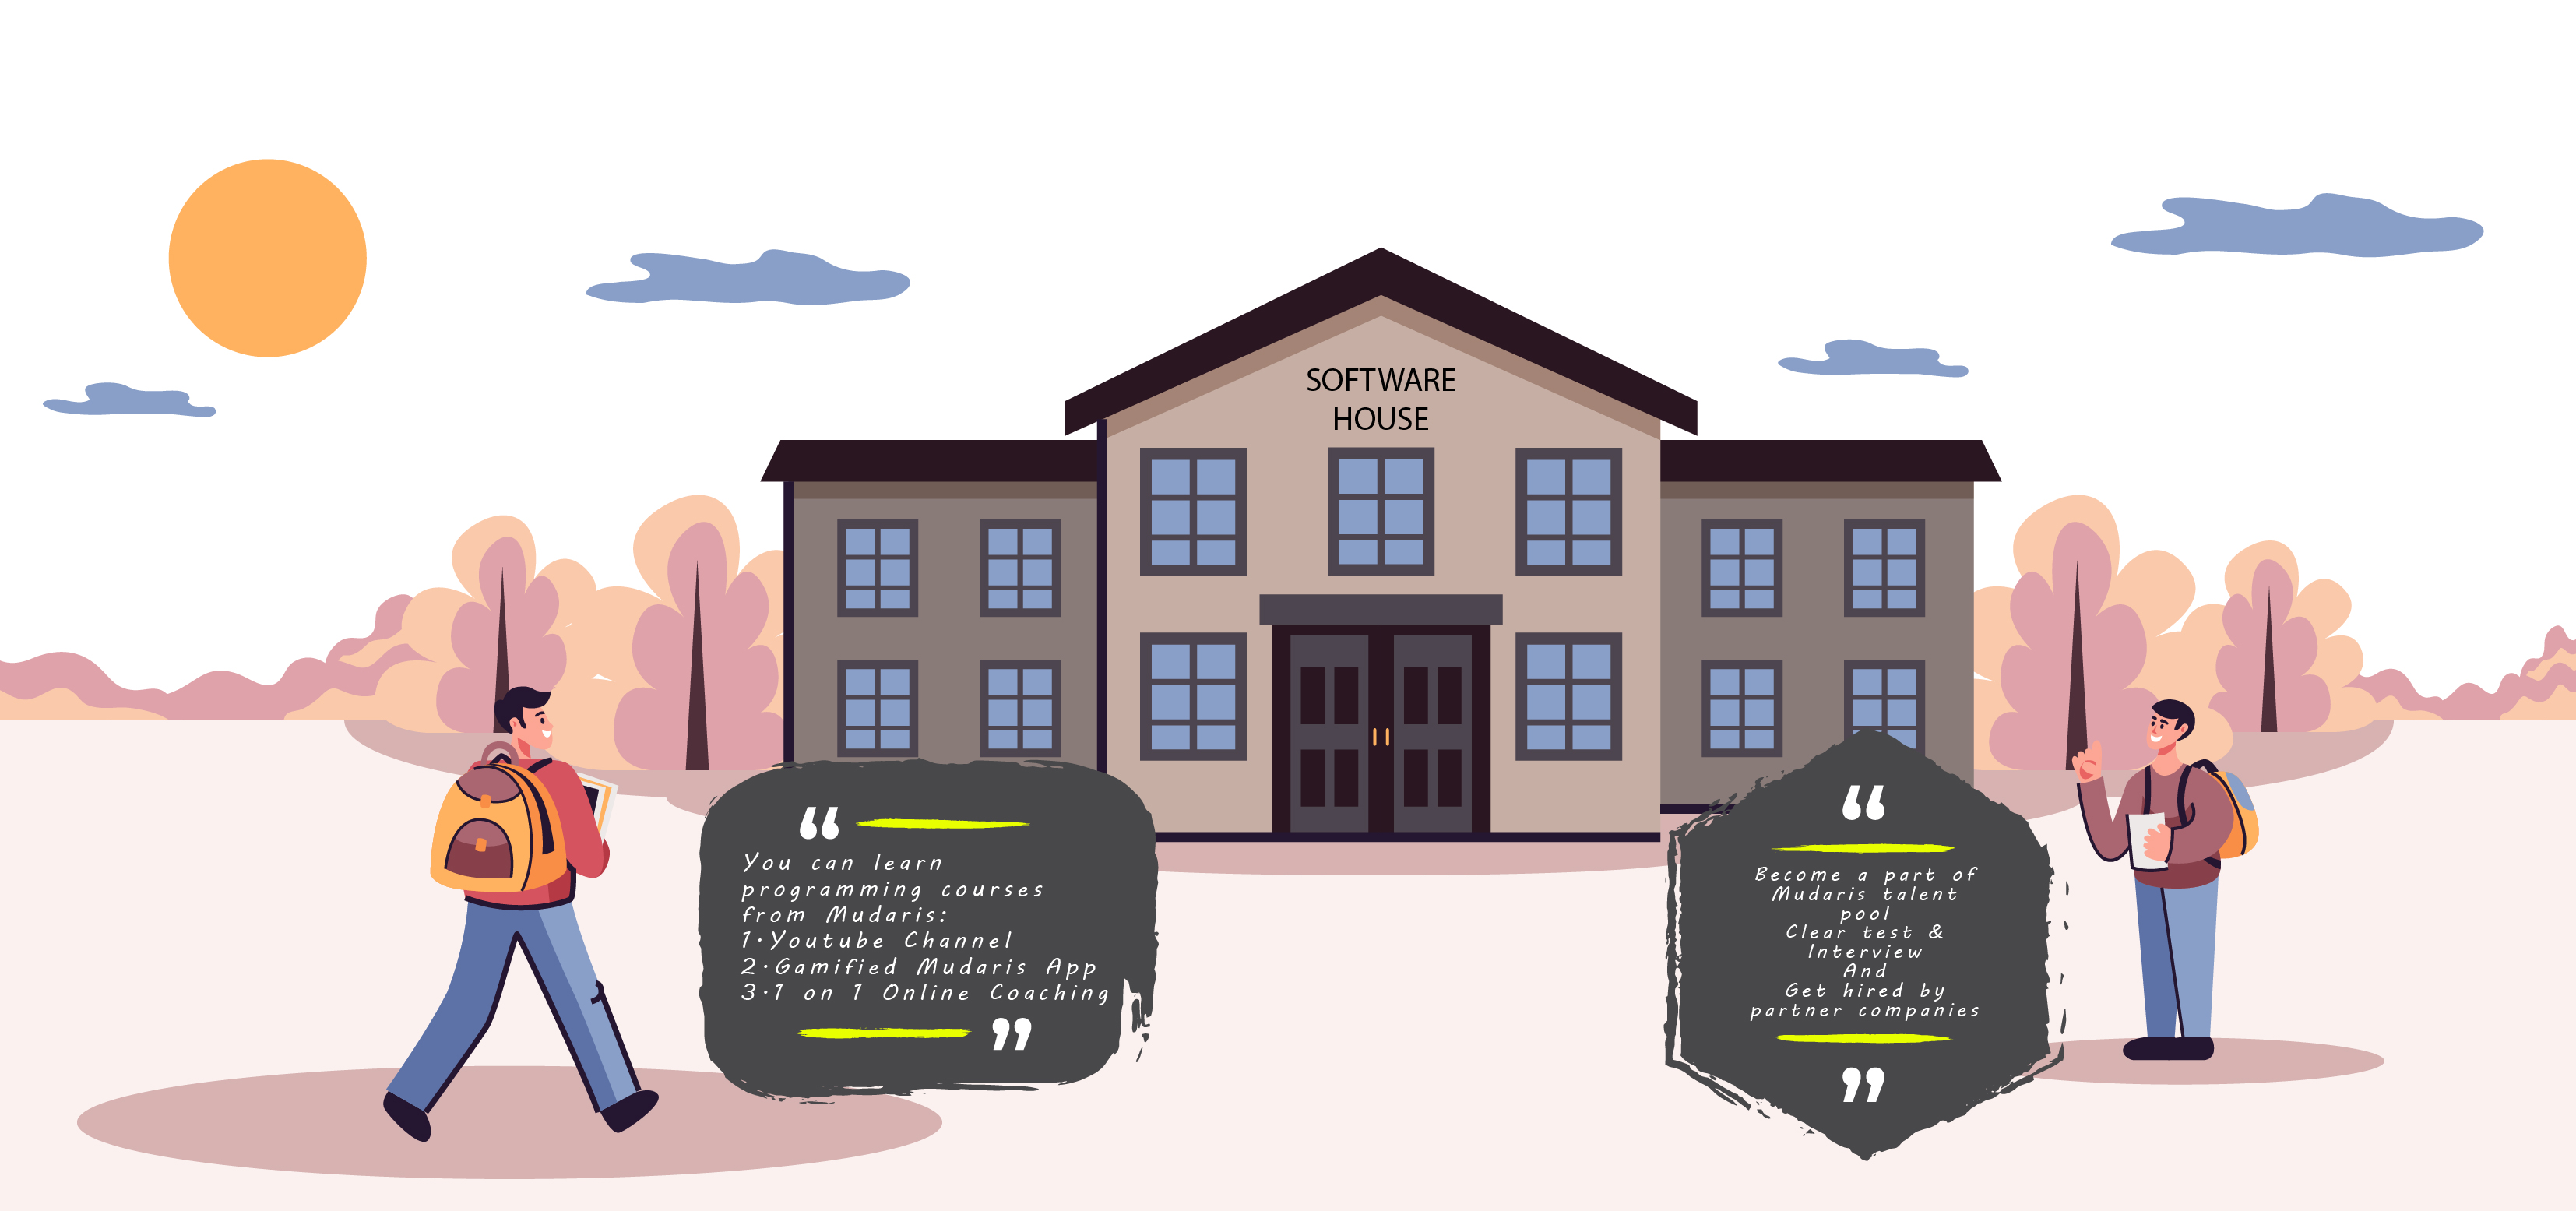 SOFTWARE
HOUSE
“
You can learn
programming courses
from Mudaris:
1.Youtube Channel
2.Gamified Mudaris App
3.1 on 1 Online Coaching
”
“
Become a part of
Mudaris talent
pool
Clear test &
Interview
And
Get hired by
partner companies
”